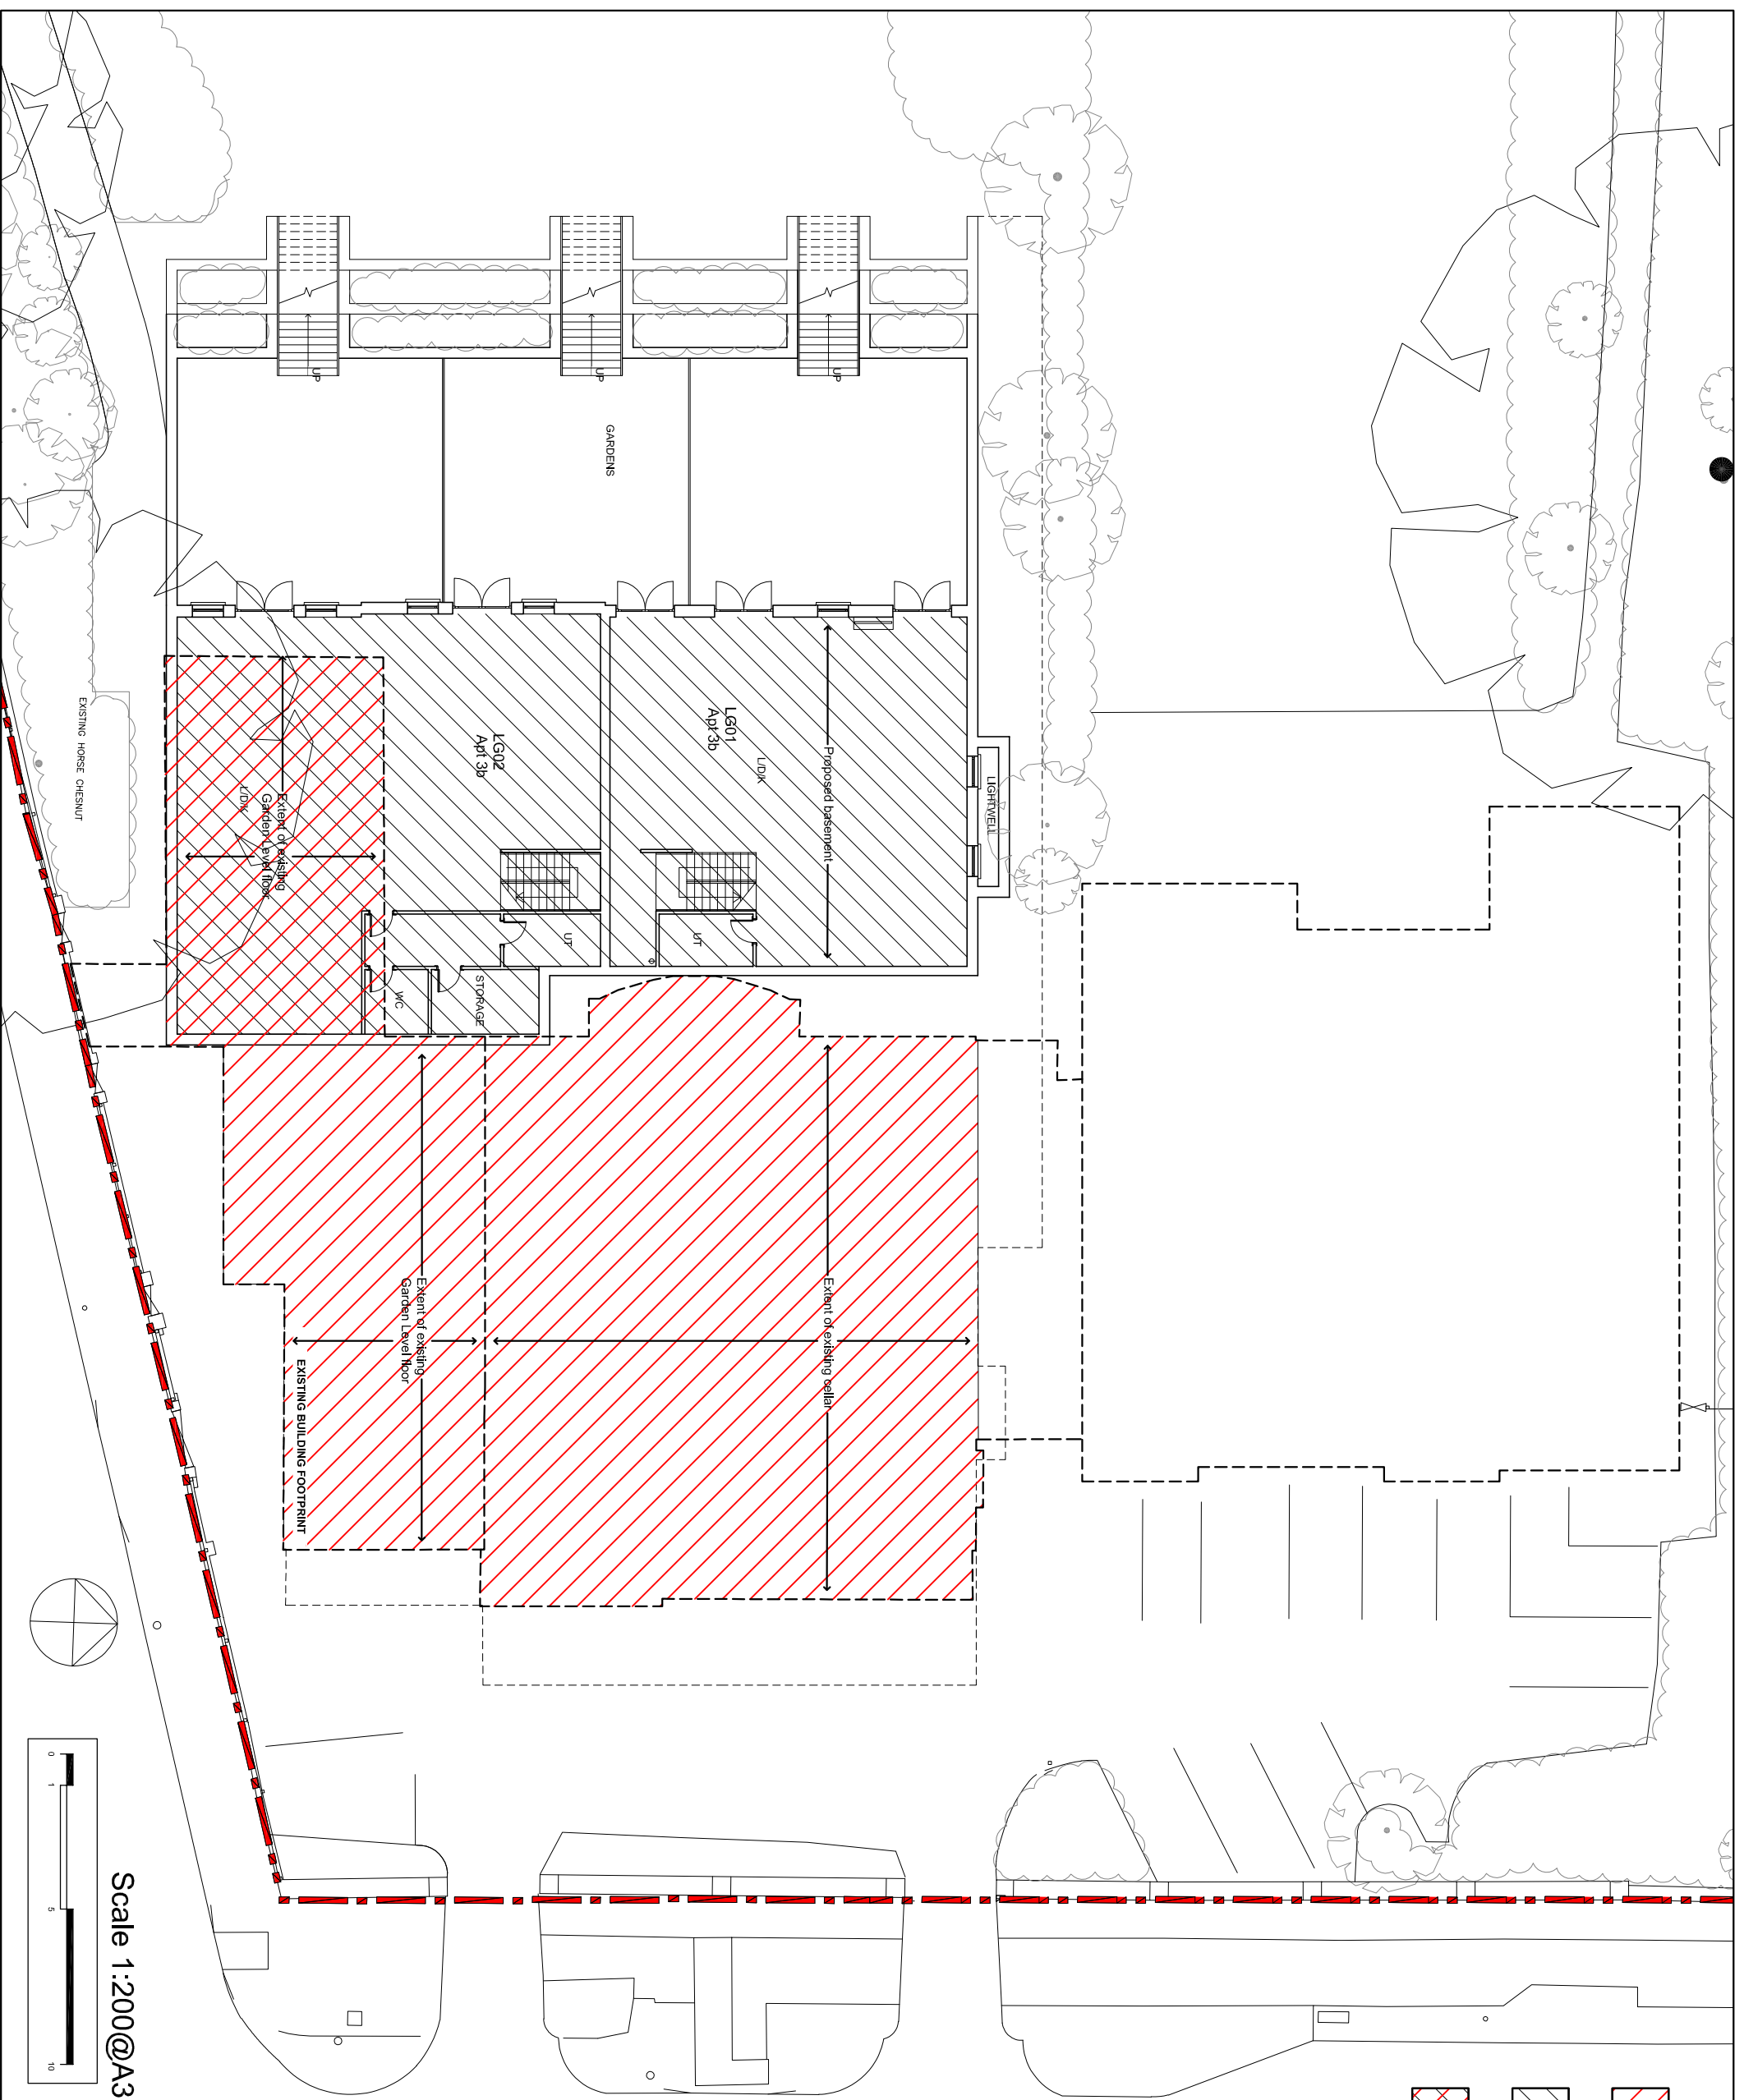 UP
UP
UP
GARDENS
LG01
Apt 3b
L/D/K
Proposed basement
LIGHTWELL
LG02
Apt 3b
EXISTING HORSE CHESNUT
L/D/K
Extent of existing
Garden Level floor
UT
UT
WC
STORAGE
Extent of existing cellar
Extent of existing
Garden Level floor
EXISTING BUILDING FOOTPRINT
0 1 5 10
Scale 1:200@A3